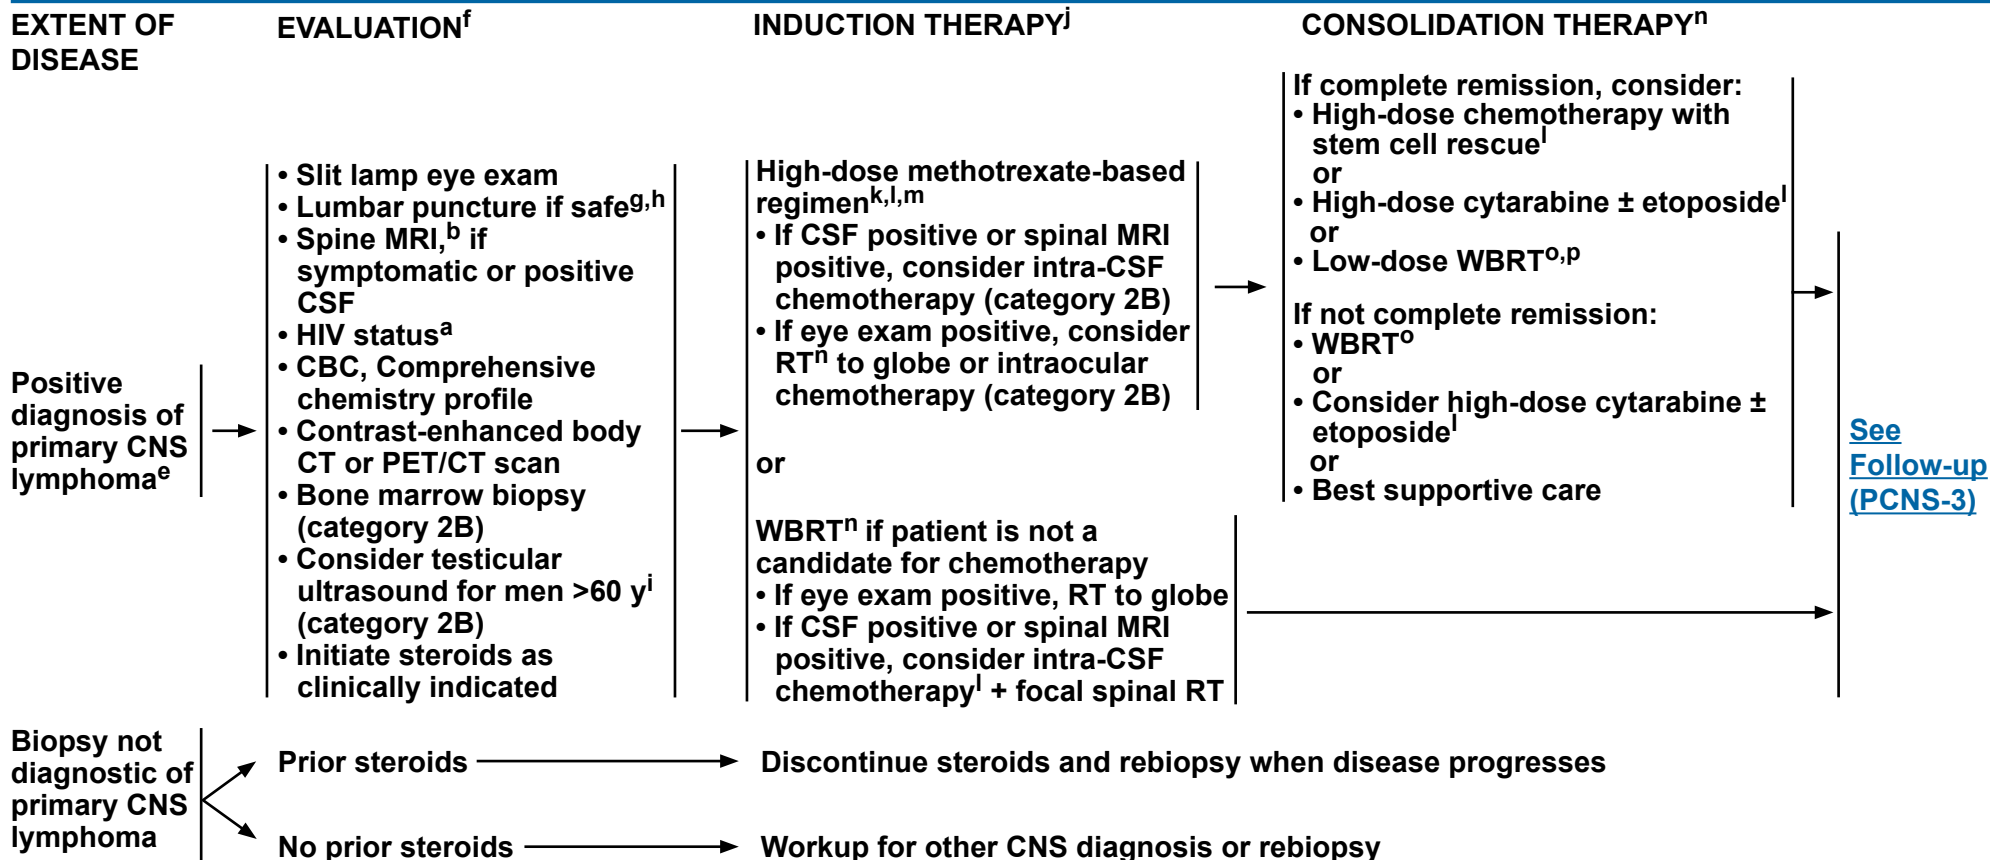 EXTENT OF
DISEASE
EVALUATIONf
INDUCTION THERAPYj
CONSOLIDATION THERAPYn
Positive
diagnosis of
primary CNS
lymphomae
• Slit lamp eye exam
• Lumbar puncture if safeg,h
• Spine MRI,b if
symptomatic or positive
CSF
• HIV statusa
• CBC, Comprehensive
chemistry profile
• Contrast-enhanced body
CT or PET/CT scan
• Bone marrow biopsy
(category 2B)
• Consider testicular
ultrasound for men >60 yi
(category 2B)
• Initiate steroids as
clinically indicated
High-dose methotrexate-based
regimenk,l,m
• If CSF positive or spinal MRI
positive, consider intra-CSF
chemotherapy (category 2B)
• If eye exam positive, consider
RTn to globe or intraocular
chemotherapy (category 2B)
or
WBRTn if patient is not a
candidate for chemotherapy
• If eye exam positive, RT to globe
• If CSF positive or spinal MRI
positive, consider intra-CSF
chemotherapyl + focal spinal RT
If complete remission, consider:
• High-dose chemotherapy with
stem cell rescuel
or
• High-dose cytarabine ± etoposidel
or
• Low-dose WBRTo,p
If not complete remission:
• WBRTo
or
• Consider high-dose cytarabine ±
etoposidel
or
• Best supportive care
See
Follow-up
(PCNS-3)
Biopsy not
diagnostic of
primary CNS
lymphoma
Prior steroids
Discontinue steroids and rebiopsy when disease progresses
No prior steroids
Workup for other CNS diagnosis or rebiopsy